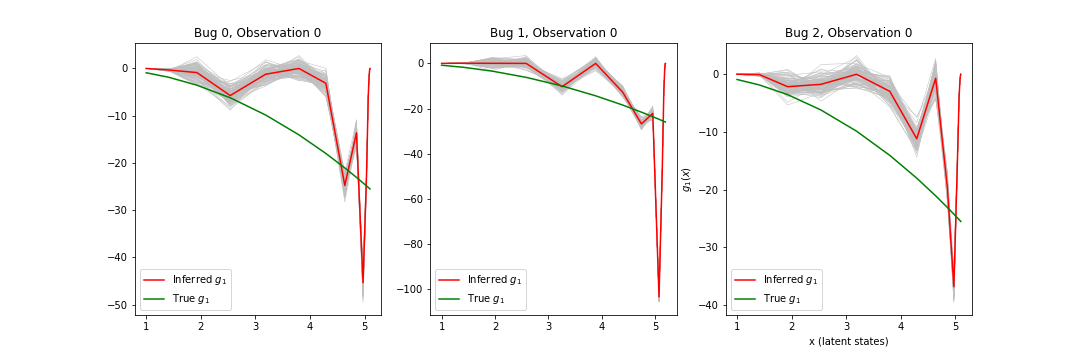 Bug 0, Observation 0
0
−10
−20
−30
−40
−50
1 2 3 4 5
Inferred g₁
True g₁
Bug 1, Observation 0
0
−20
−40
−60
−80
−100
1 2 3 4 5
Inferred g₁
True g₁
Bug 2, Observation 0
g₁(x)
0
−10
−20
−30
−40
1 2 3 4 5
x (latent states)
Inferred g₁
True g₁